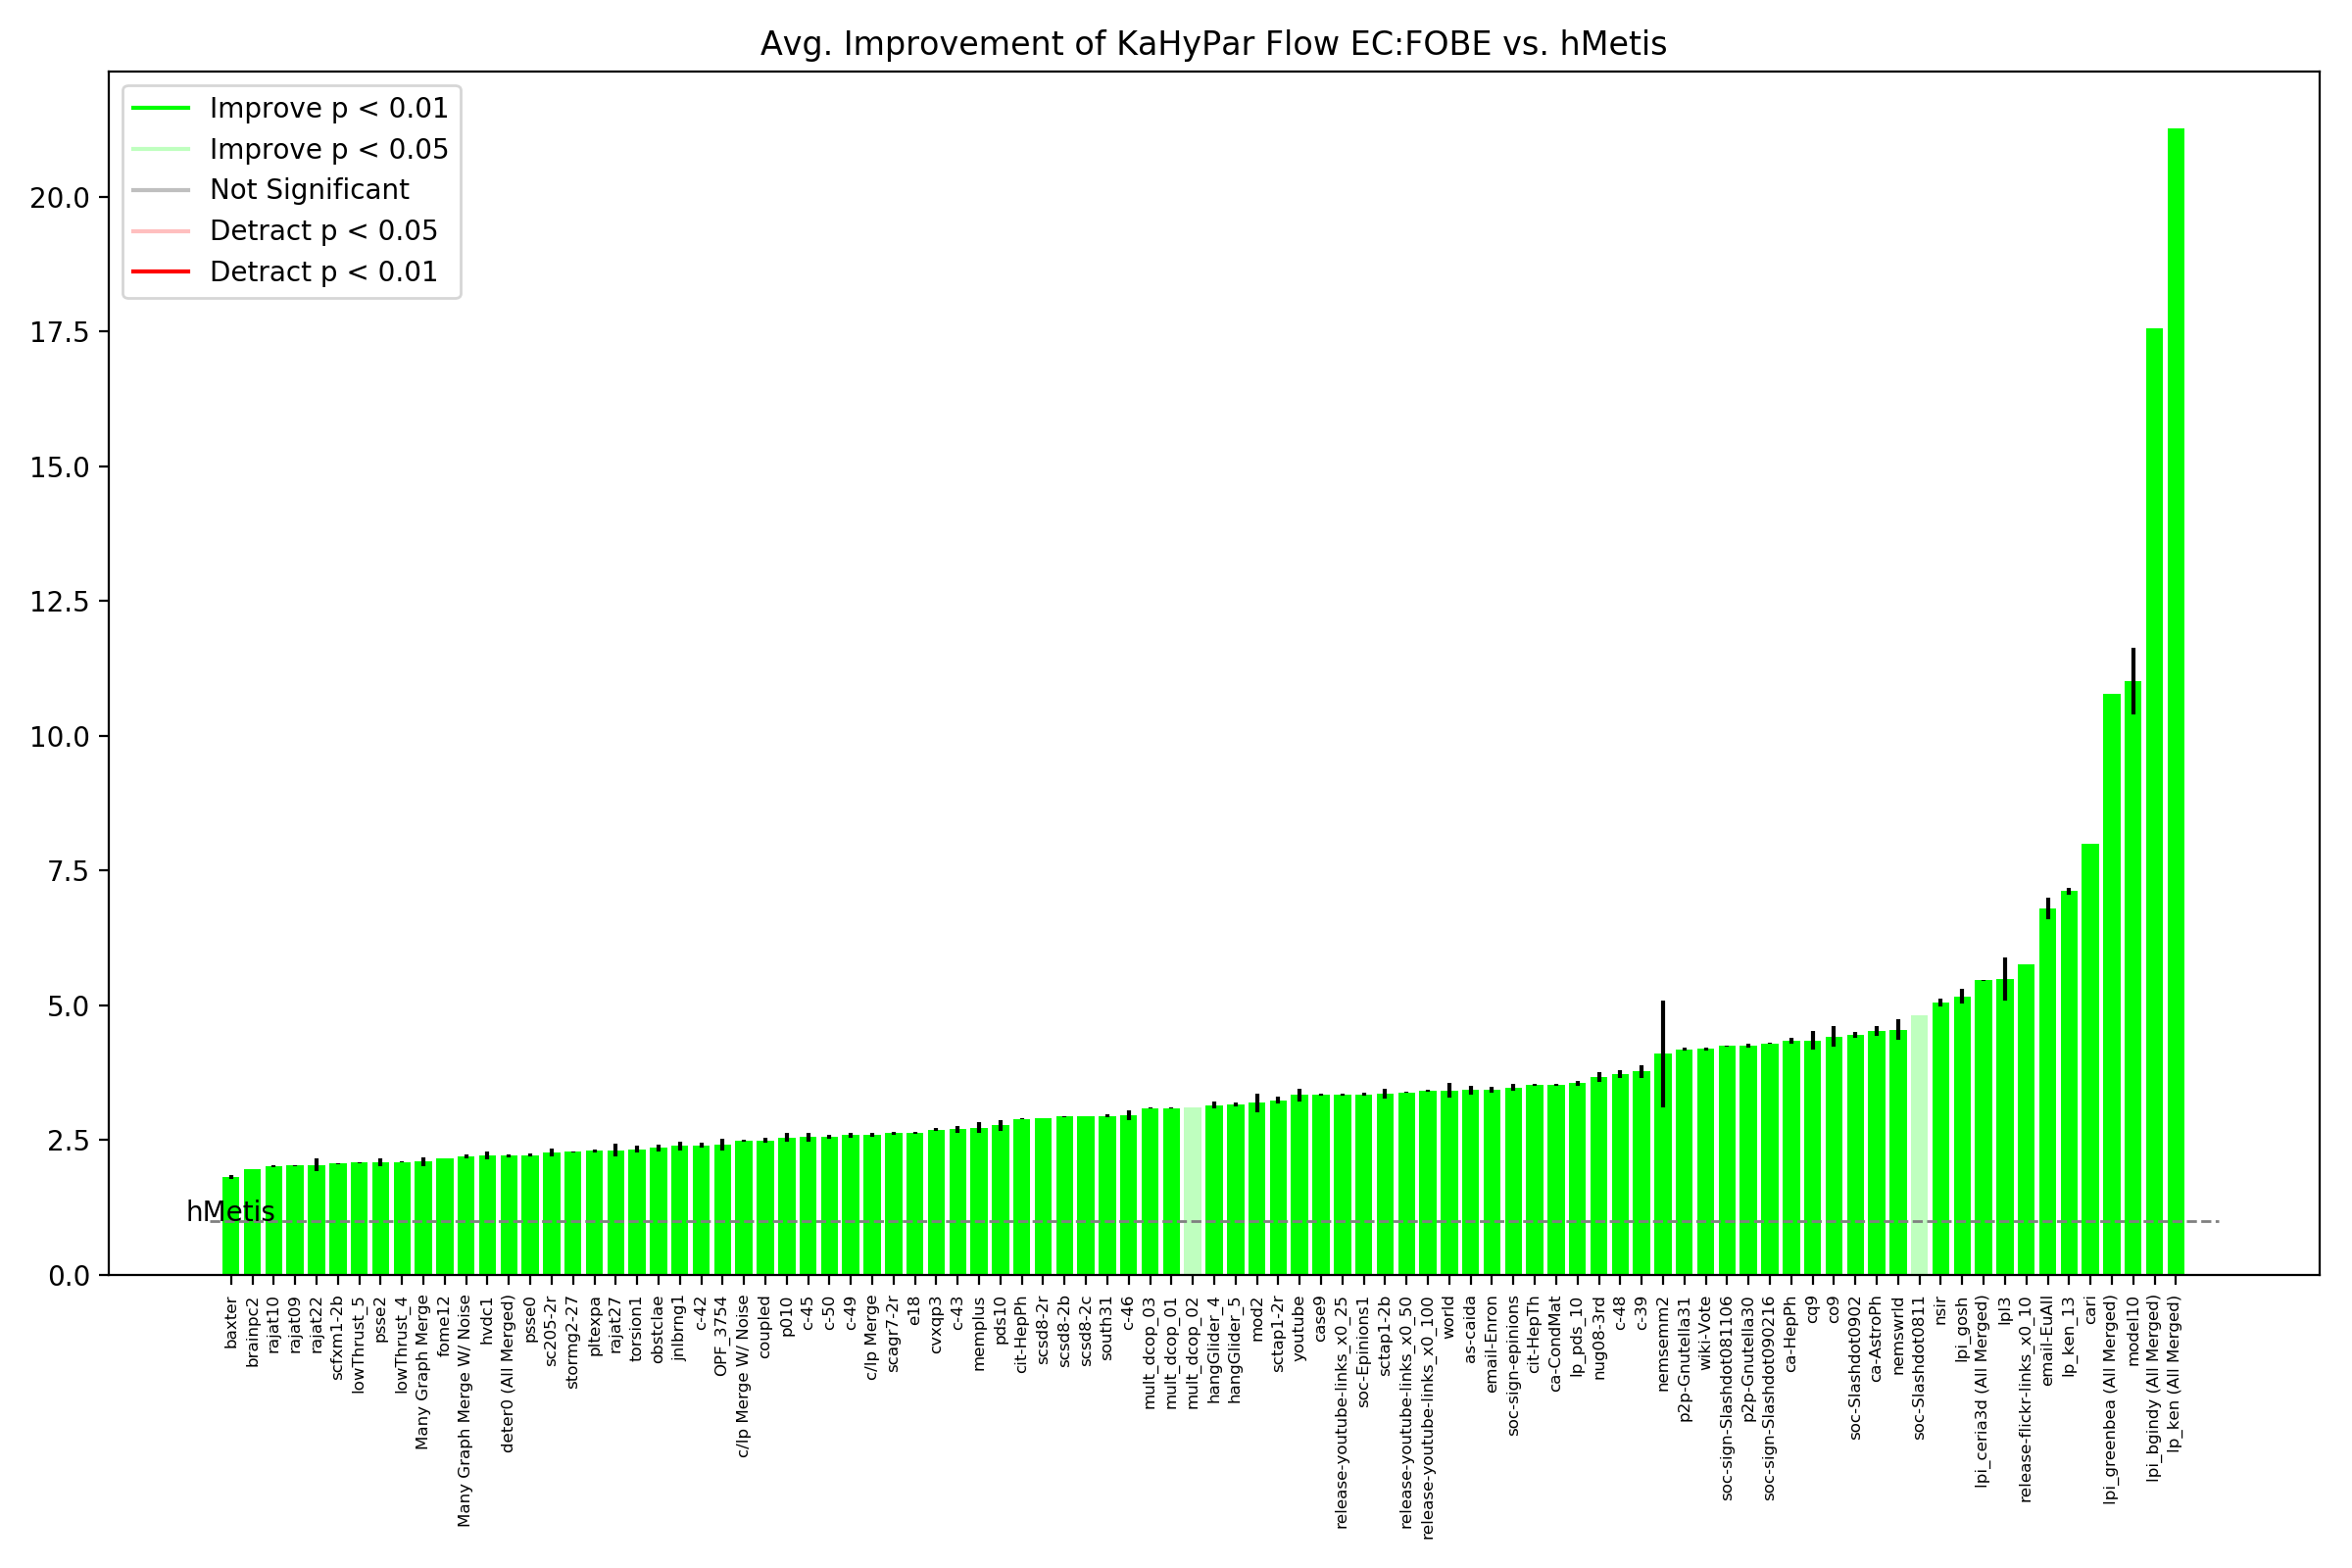 Avg. Improvement of KaHyPar Flow EC:FOBE vs. hMetis
Improve p < 0.01
Improve p < 0.05
Not Significant
Detract p < 0.05
Detract p < 0.01
20.0
17.5
15.0
12.5
10.0
7.5
5.0
2.5
0.0
hMetis
baxter
brainpc2
rajat10
rajat09
rajat22
scfxm1-2b
lowThrust_5
psse2
lowThrust_4
Many Graph Merge
fome12
Many Graph Merge W/ Noise
hvdc1
deter0 (All Merged)
psse0
sc205-2r
stormg2-27
pltexpa
rajat27
torsion1
obstclae
jnlbrng1
c-42
OPF_3754
c/lp Merge W/ Noise
coupled
p010
c-45
c-50
c-49
c/lp Merge
scagr7-2r
e18
cvxqp3
c-43
memplus
pds10
cit-HepPh
scsd8-2r
scsd8-2b
scsd8-2c
south31
c-46
mult_dcop_03
mult_dcop_01
mult_dcop_02
hangGlider_4
hangGlider_5
mod2
sctap1-2r
youtube
case9
release-youtube-links_x0_25
soc-Epinions1
sctap1-2b
release-youtube-links_x0_50
release-youtube-links_x0_100
world
as-caida
email-Enron
soc-sign-epinions
cit-HepTh
ca-CondMat
lp_pds_10
nug08-3rd
c-48
c-39
nemsemm2
p2p-Gnutella31
wiki-Vote
soc-sign-Slashdot081106
p2p-Gnutella30
soc-sign-Slashdot090216
ca-HepPh
cq9
co9
soc-Slashdot0902
ca-AstroPh
nemswrld
soc-Slashdot0811
nsir
lpi_gosh
lpi_ceria3d (All Merged)
lpl3
release-flickr-links_x0_10
email-EuAll
lp_ken_13
cari
lpi_greenbea (All Merged)
model10
lpi_bgindy (All Merged)
lp_ken (All Merged)